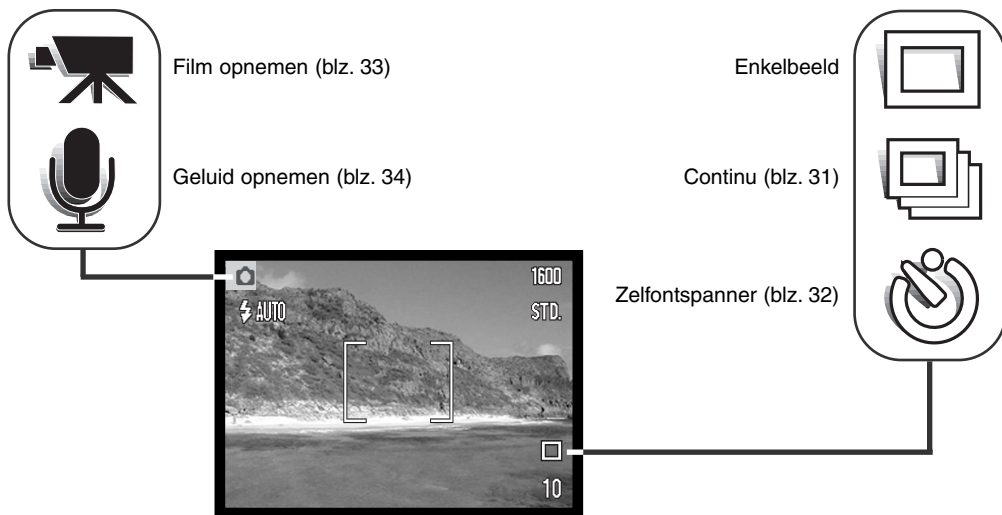 Film opnemen (blz. 33)
Geluid opnemen (blz. 34)
Enkelbeeld
Continu (blz. 31)
Zelfontspanner (blz. 32)
AUTO
1600
STD.
10